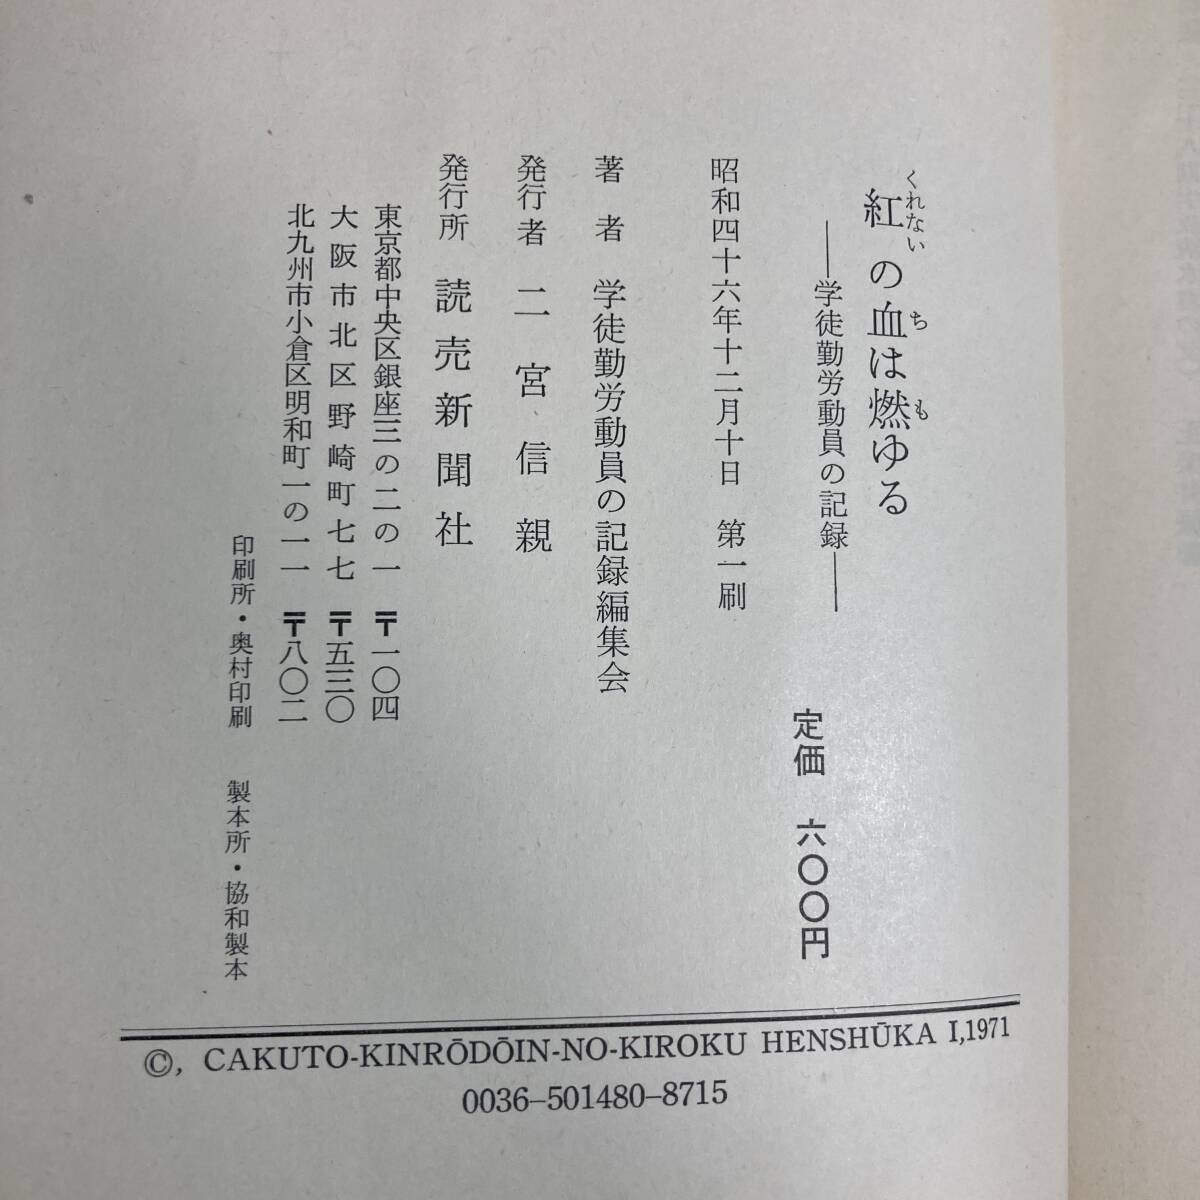 紅の血は燃ゆる
くれない
ち
も
――学徒勤労動員の記録――
定価 六〇〇円
昭和四十六年十二月十日 第一刷
著者 学徒勤労動員の記録編集会
発行者 二宮信親
発行所 読売新聞社
東京都中央区銀座三の二の一 〒一〇四
大阪市北区野崎町七七 〒五三〇
北九州市小倉区明和町一の一一 〒八〇二
印刷所・奥村印刷 製本所・協和製本
©, CAKUTO-KINRŌDŌIN-NO-KIROKU HENSHŪKA I,1971
0036-501480-8715